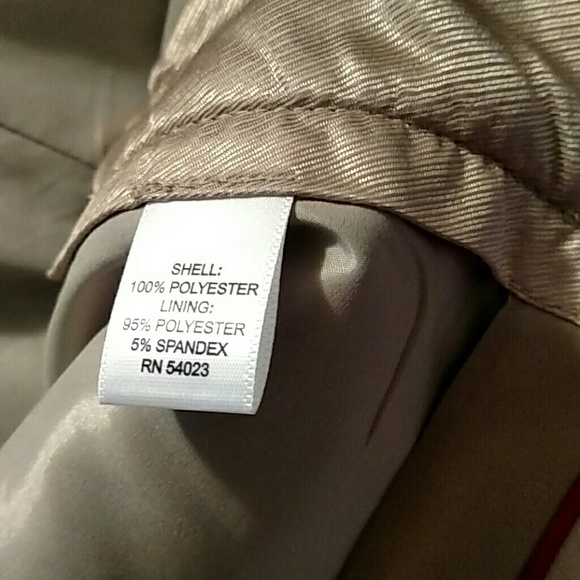 SHELL:
100% POLYESTER
LINING:
95% POLYESTER
5% SPANDEX
RN 54023